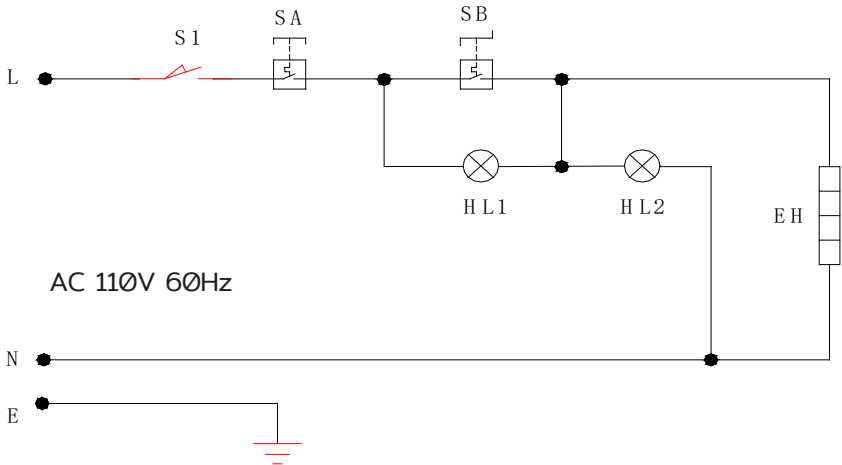 SA
SB
S1
L
HL1
HL2
EH
AC 110V 60Hz
N
E